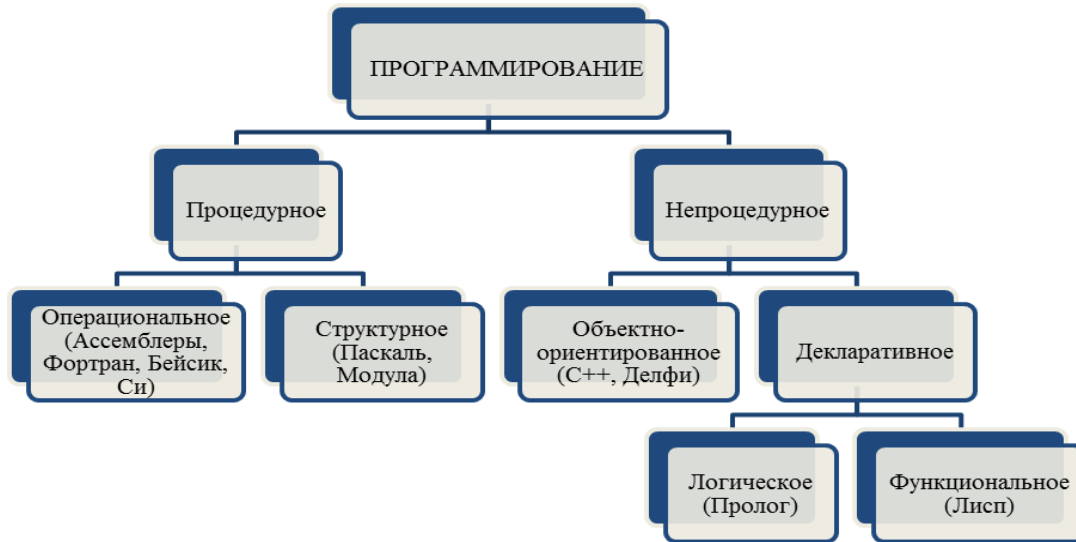 ПРОГРАММИРОВАНИЕ
Процедурное
Непроцедурное
Операциональное
(Ассемблеры,
Фортран, Бейсик,
Си)
Структурное
(Паскаль,
Модула)
Объектно-
ориентированное
(С++, Делфи)
Декларативное
Логическое
(Пролог)
Функциональное
(Лисп)